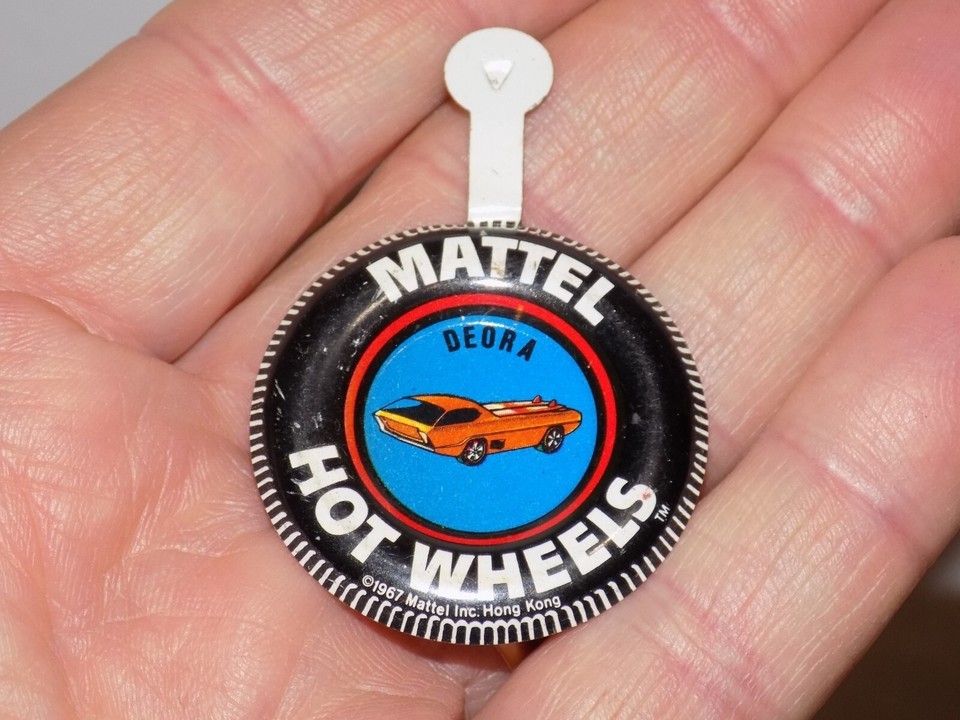 MATTEL
DEORA
HOT WHEELS TM
©1967 Mattel Inc. Hong Kong